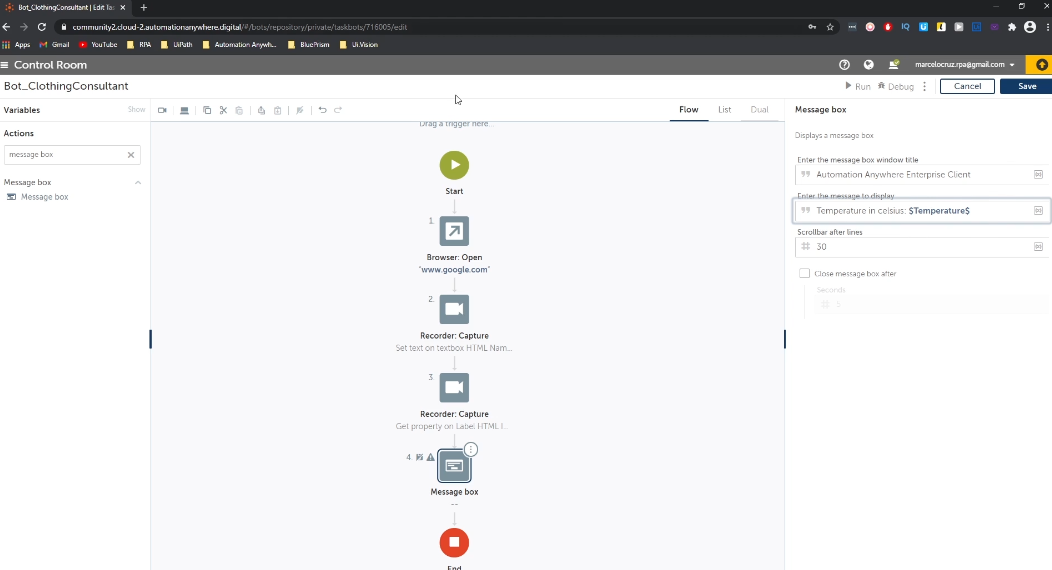 Bot_ClothingConsultant | Edit Tas
community2.cloud-2.automationanywhere.digital/#/bots/repository/private/taskbots/716005/edit
Apps Gmail YouTube RPA UiPath Automation Anywh... BluePrism Ui.Vision
Control Room
marcelocruz.rpa@gmail.com
Bot_ClothingConsultant
Run Debug Cancel Save
Variables Show
Flow List Dual
Message box
Actions
message box
Message box
Message box
Drag a trigger here...
Start
1.
Browser: Open
"www.google.com"
2.
Recorder: Capture
Set text on textbox HTML Nam...
3
Recorder: Capture
Get property on Label HTML I...
4
Message box
--
End
Displays a message box
Enter the message box window title
Automation Anywhere Enterprise Client
Enter the message to display
Temperature in celsius: $Temperature$
Scrollbar after lines
30
Close message box after
Seconds
5